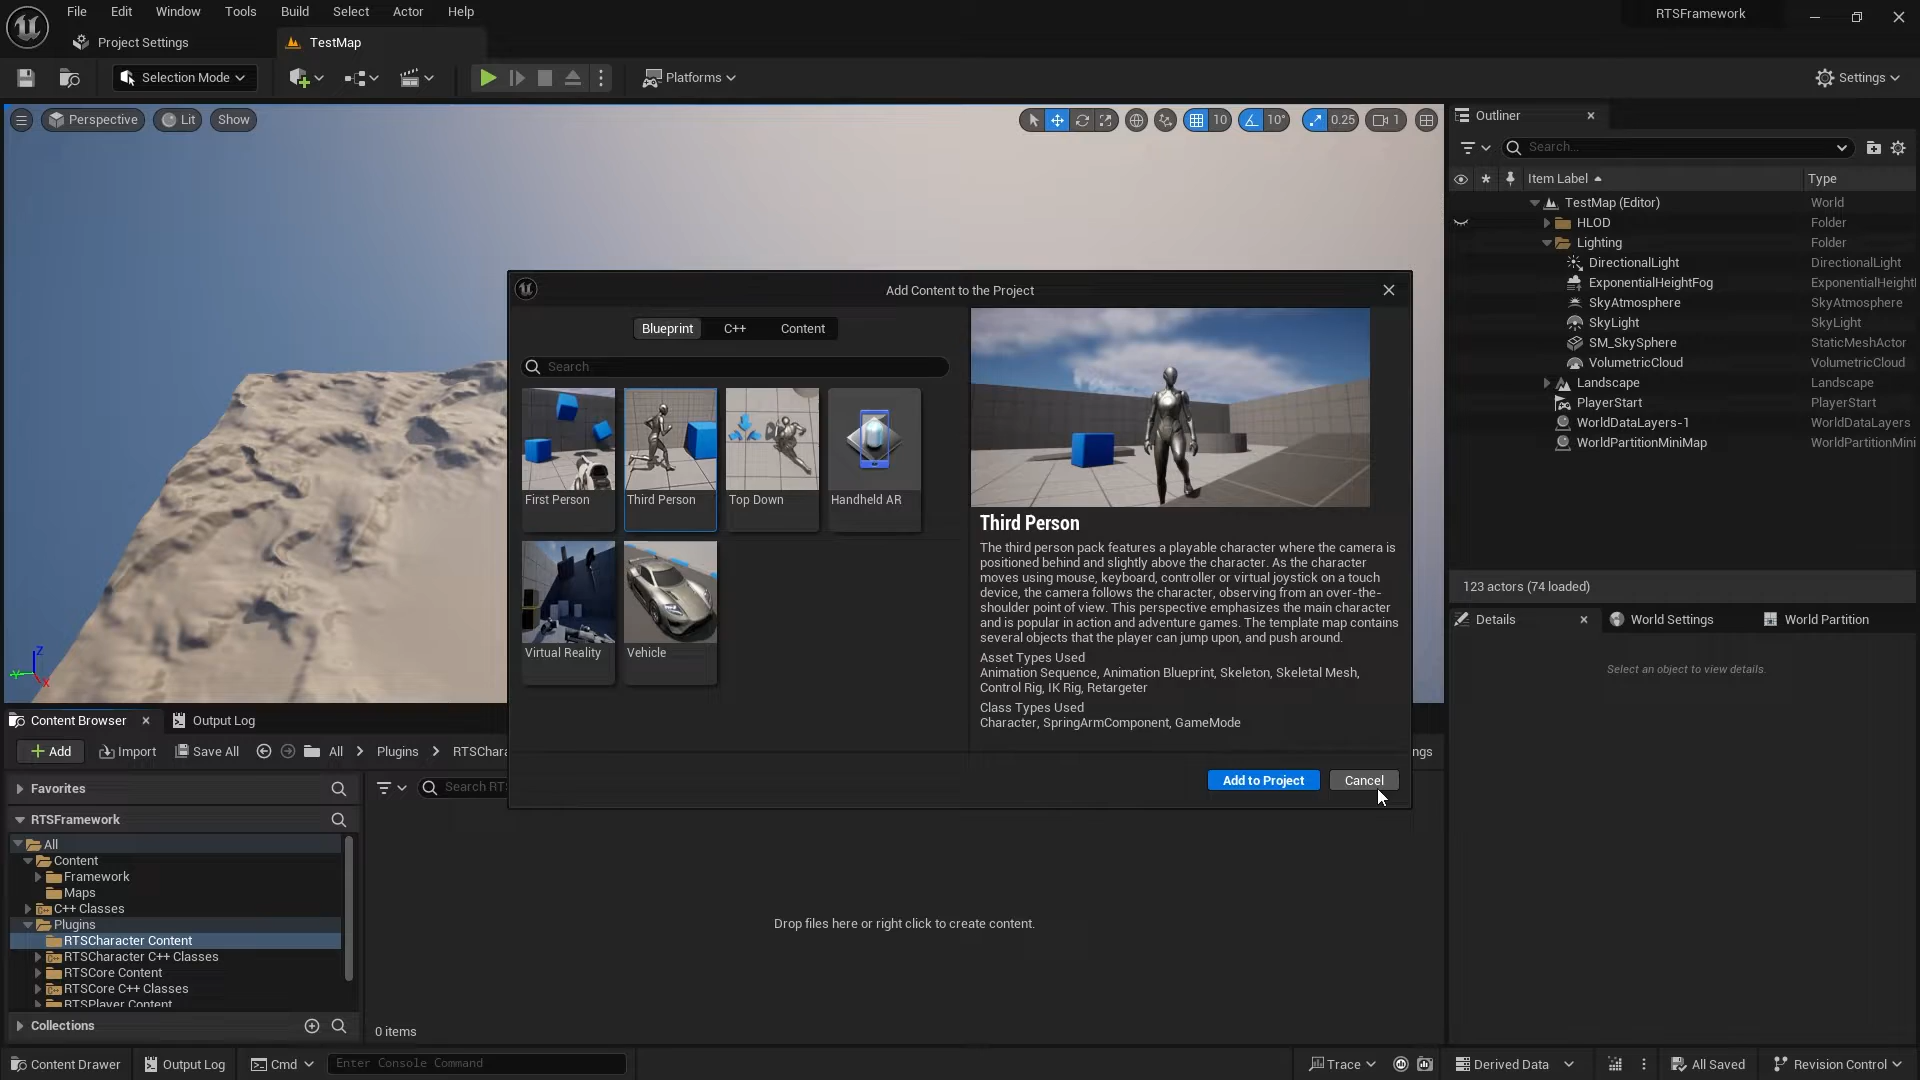 File
Edit
Window
Tools
Build
Select
Actor
Help
RTSFramework
Project Settings
TestMap
Selection Mode
Platforms
Settings
Perspective
Lit
Show
10
10°
0.25
1
Outliner
Search...
Item Label
Type
TestMap (Editor)
World
HLOD
Folder
Lighting
Folder
DirectionalLight
DirectionalLight
ExponentialHeightFog
ExponentialHeight
SkyAtmosphere
SkyAtmosphere
SkyLight
SkyLight
SM_SkySphere
StaticMeshActor
VolumetricCloud
VolumetricCloud
Landscape
Landscape
PlayerStart
PlayerStart
WorldDataLayers-1
WorldDataLayers
WorldPartitionMiniMap
WorldPartitionMini
123 actors (74 loaded)
Details
World Settings
World Partition
Select an object to view details.
Add Content to the Project
Blueprint
C++
Content
Search
First Person
Third Person
Top Down
Handheld AR
Virtual Reality
Vehicle
Third Person
The third person pack features a playable character where the camera is
positioned behind and slightly above the character. As the character
moves using mouse, keyboard, controller or virtual joystick on a touch
device, the camera follows the character, observing from an over-the-
shoulder point of view. This perspective emphasizes the main character
and is popular in action and adventure games. The template map contains
several objects that the player can jump upon, and push around.
Asset Types Used
Animation Sequence, Animation Blueprint, Skeleton, Skeletal Mesh,
Control Rig, IK Rig, Retargeter
Class Types Used
Character, SpringArmComponent, GameMode
Add to Project
Cancel
Z
Y
X
Content Browser
Output Log
Add
Import
Save All
All
Plugins
RTSChara
ngs
Favorites
Search RT
RTSFramework
All
Content
Framework
Maps
C++ Classes
Plugins
RTSCharacter Content
RTSCharacter C++ Classes
RTSCore Content
RTSCore C++ Classes
RTSPlayer Content
Drop files here or right click to create content.
Collections
0 items
Content Drawer
Output Log
Cmd
Enter Console Command
Trace
Derived Data
All Saved
Revision Control